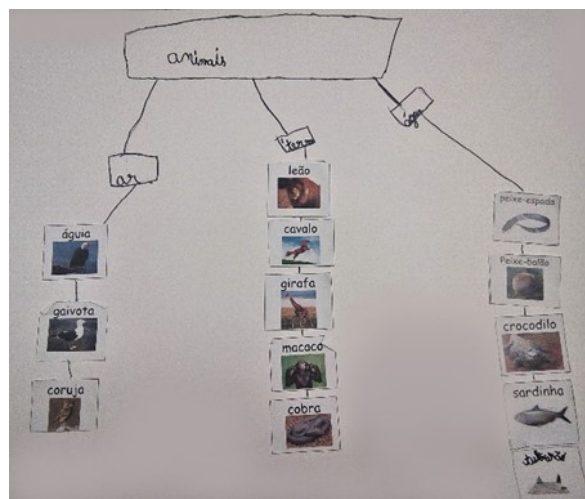 animais
ar
águia
gaivota
coruja
terra
leão
cavalo
girafa
macaco
cobra
água
peixe-espada
Peixe-balão
crocodilo
sardinha